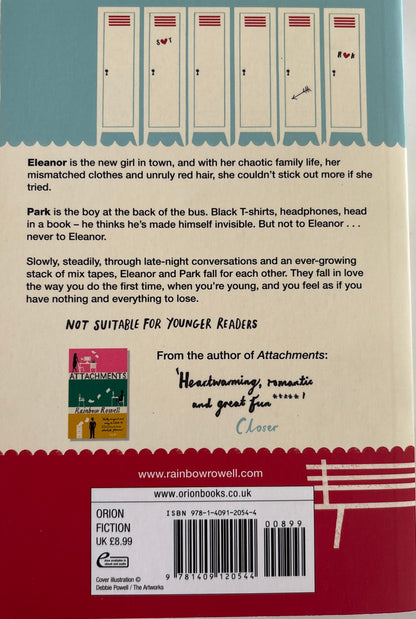 S♥T
R♥A
Eleanor is the new girl in town, and with her chaotic family life, her
mismatched clothes and unruly red hair, she couldn't stick out more if she
tried.
Park is the boy at the back of the bus. Black T-shirts, headphones, head
in a book – he thinks he's made himself invisible. But not to Eleanor . . .
never to Eleanor.
Slowly, steadily, through late-night conversations and an ever-growing
stack of mix tapes, Eleanor and Park fall for each other. They fall in love
the way you do the first time, when you're young, and you feel as if you
have nothing and everything to lose.
NOT SUITABLE FOR YOUNGER READERS
ATTACHMENTS
Rainbow Rowell
From the author of Attachments:
'Heartwarming, romantic
and great fun*****'
Closer
www.rainbowrowell.com
www.orionbooks.co.uk
ORION
FICTION
UK £8.99
e
Also available in
ebook and audio
Cover illustration ©
Debbie Powell / The Artworks
ISBN 978-1-4091-2054-4
00899
9 781409 120544